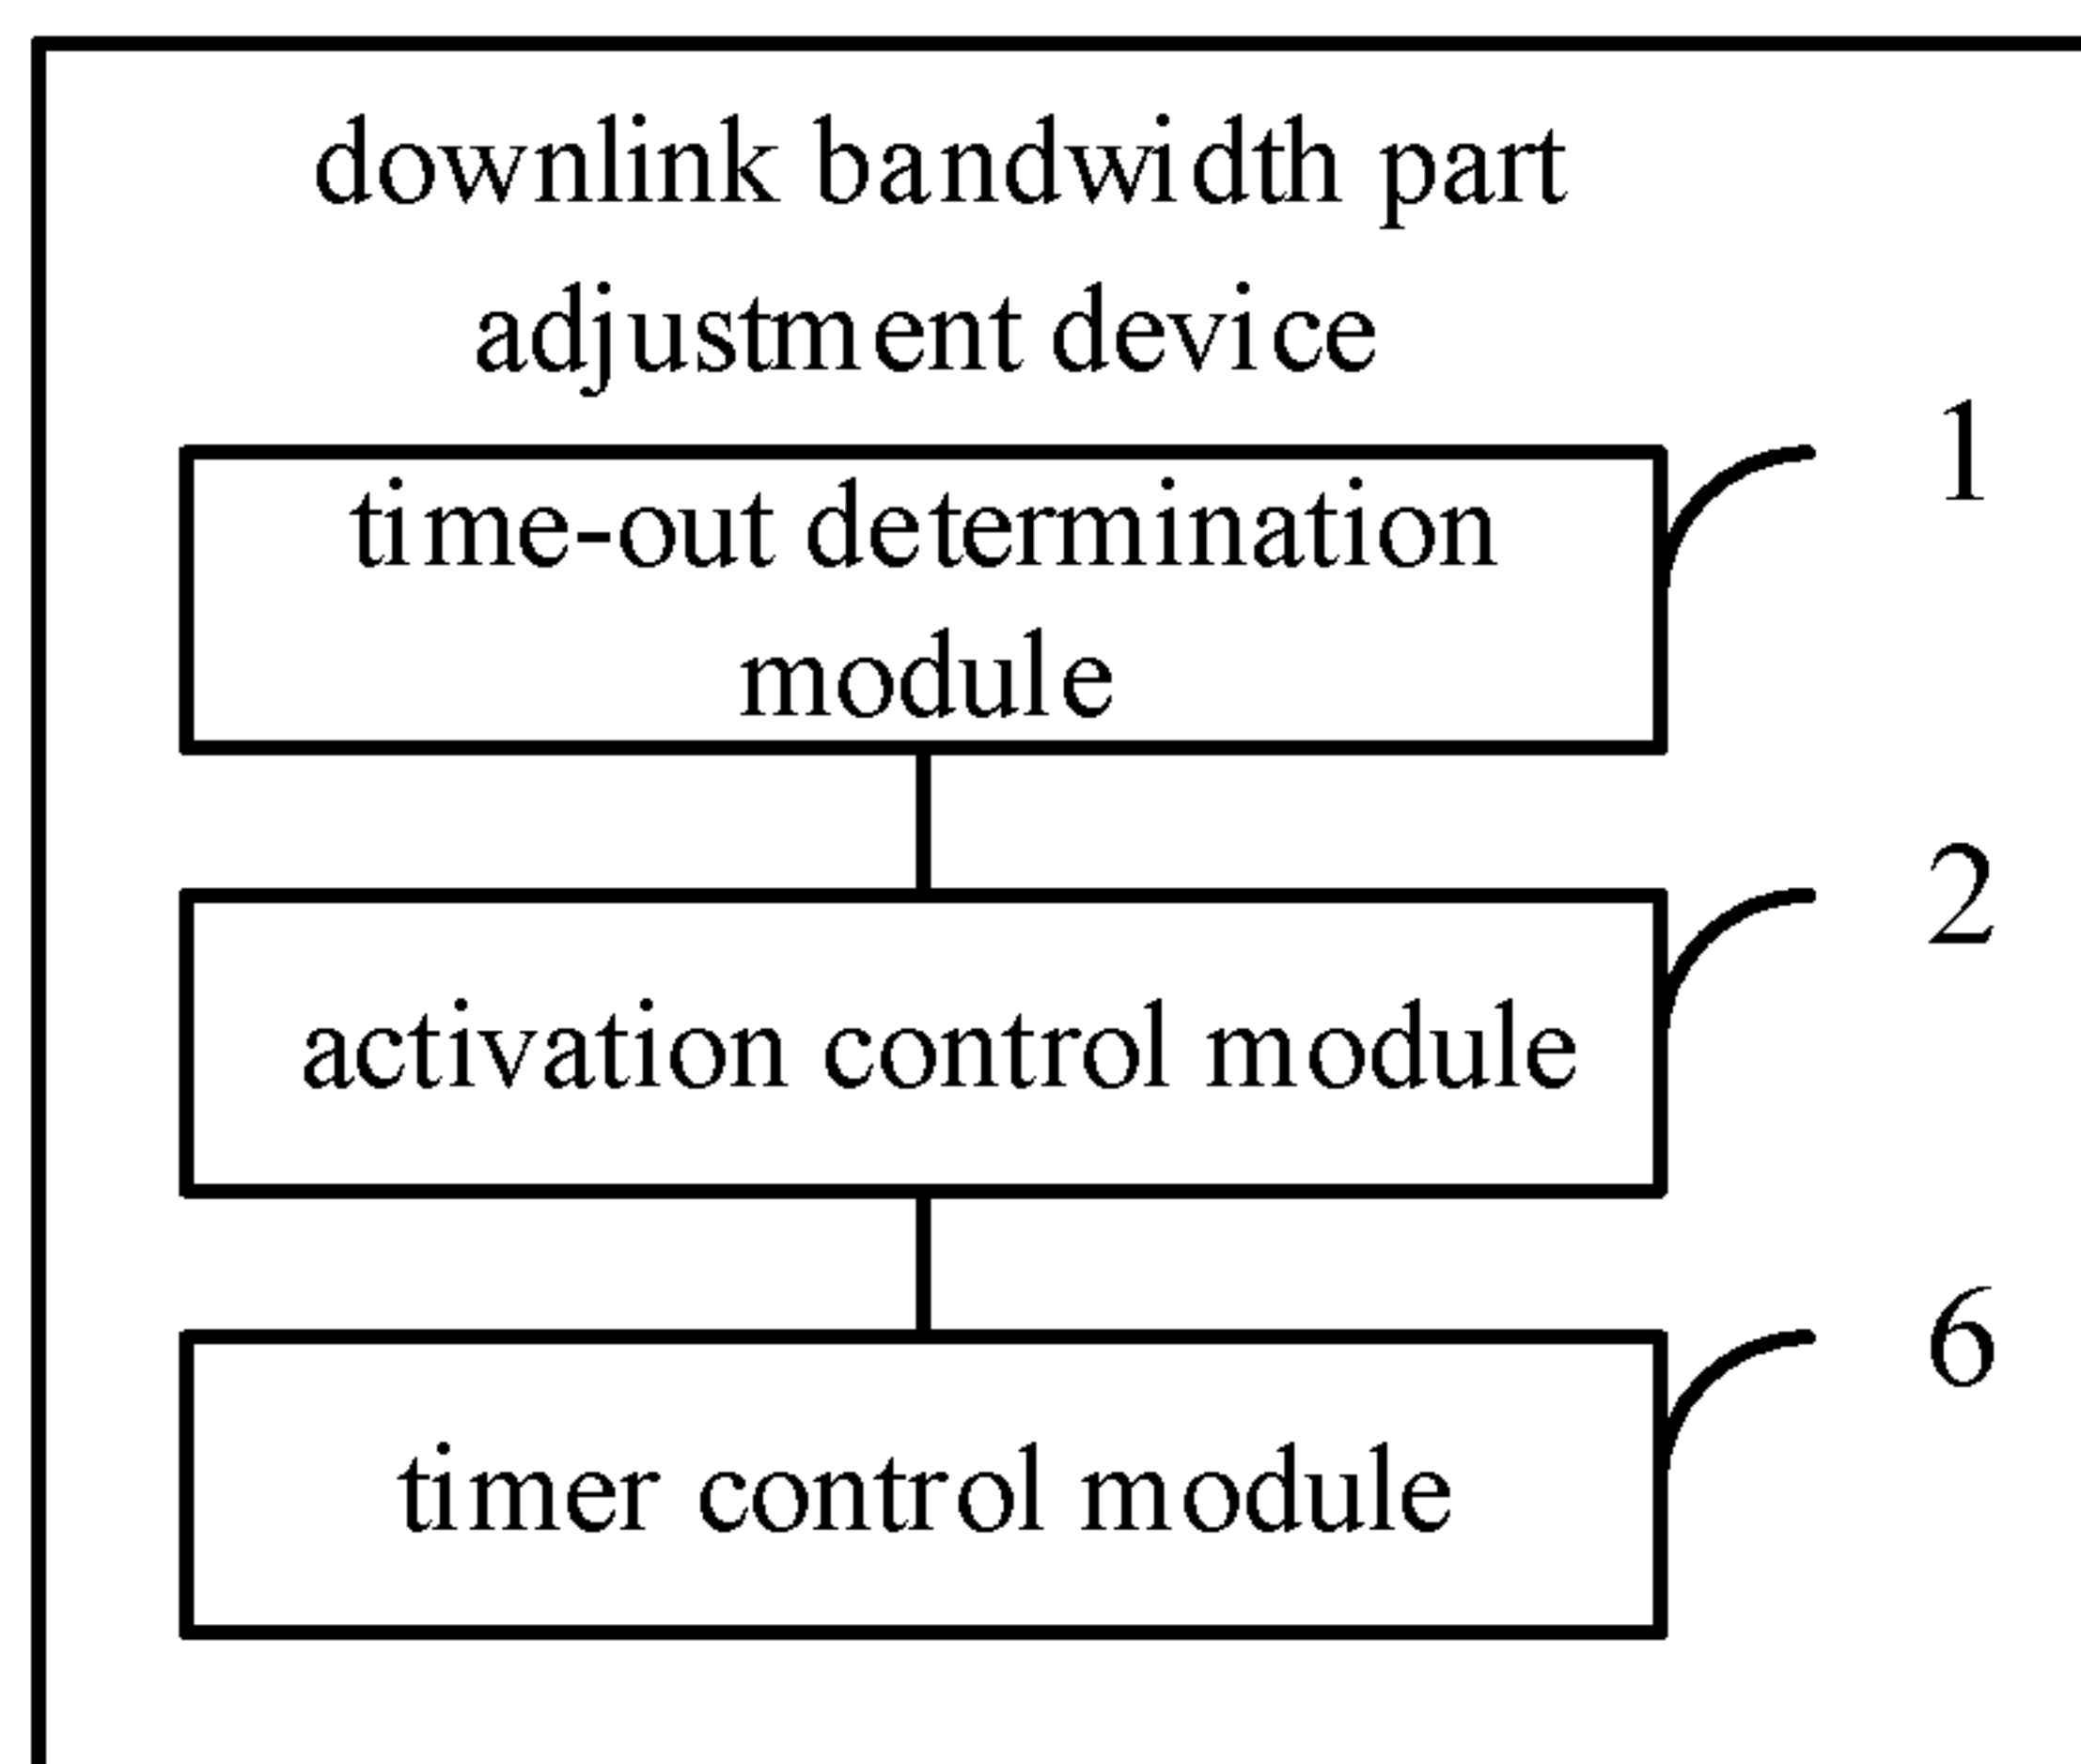 downlink bandwidth part
adjustment device
1
time-out determination
module
2
activation control module
6
timer control module